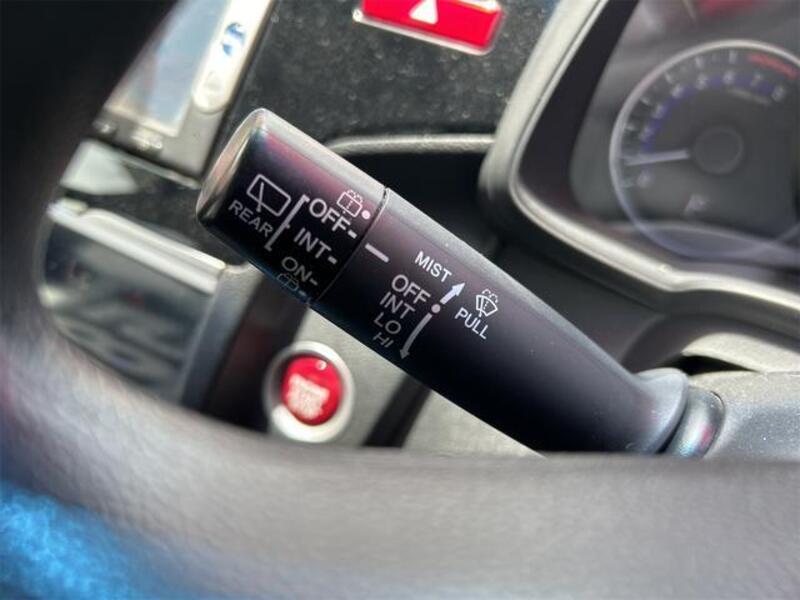 REAR
OFF-
INT-
ON-
MIST
OFF
INT
LO
HI
PULL